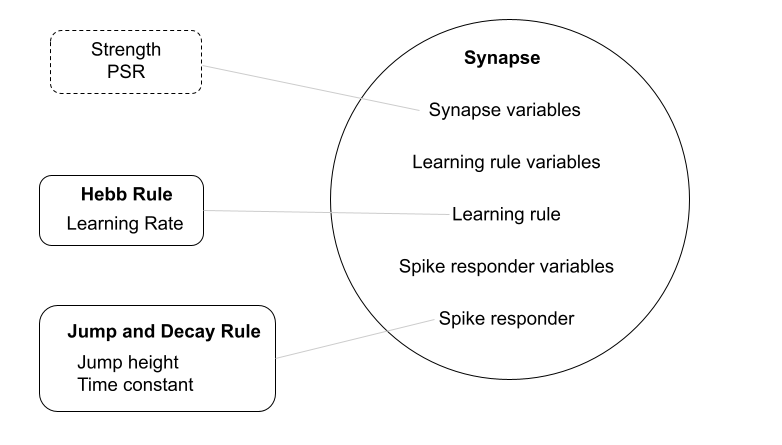 Strength
PSR
Synapse
Synapse variables
Learning rule variables
Hebb Rule
Learning Rate
Learning rule
Spike responder variables
Jump and Decay Rule
Jump height
Time constant
Spike responder